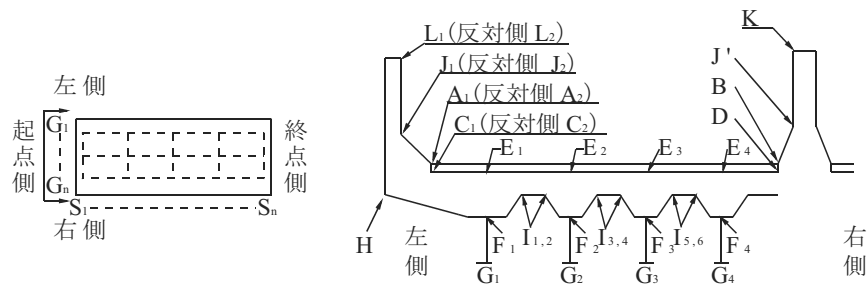 左側
起点側
G₁
Gₙ
終点側
S₁
Sₙ
右側
L₁(反対側 L₂)
J₁(反対側 J₂)
A₁(反対側 A₂)
C₁(反対側 C₂)
E₁ E₂ E₃ E₄
K
J '
B
D
H
左側
F₁ I₁,₂ F₂ I₃,₄ F₃ I₅,₆ F₄
G₁ G₂ G₃ G₄
右側